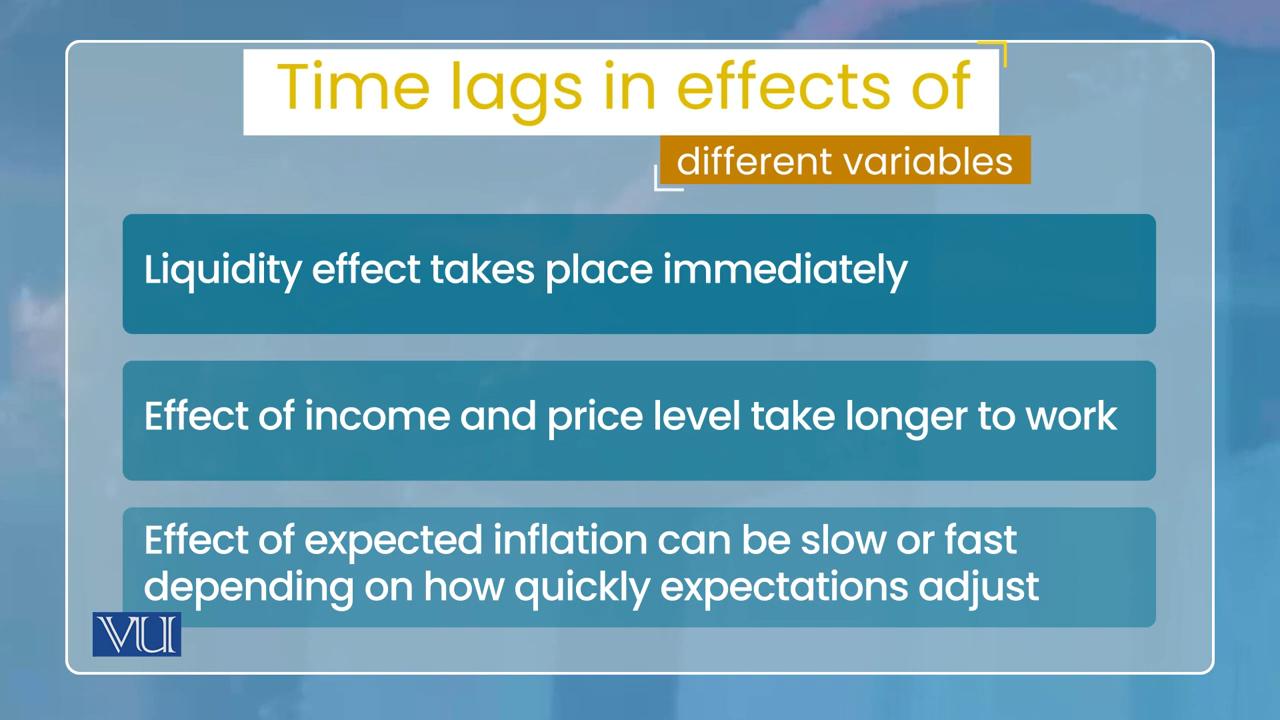 Time lags in effects of
different variables
Liquidity effect takes place immediately
Effect of income and price level take longer to work
Effect of expected inflation can be slow or fast
depending on how quickly expectations adjust
VU